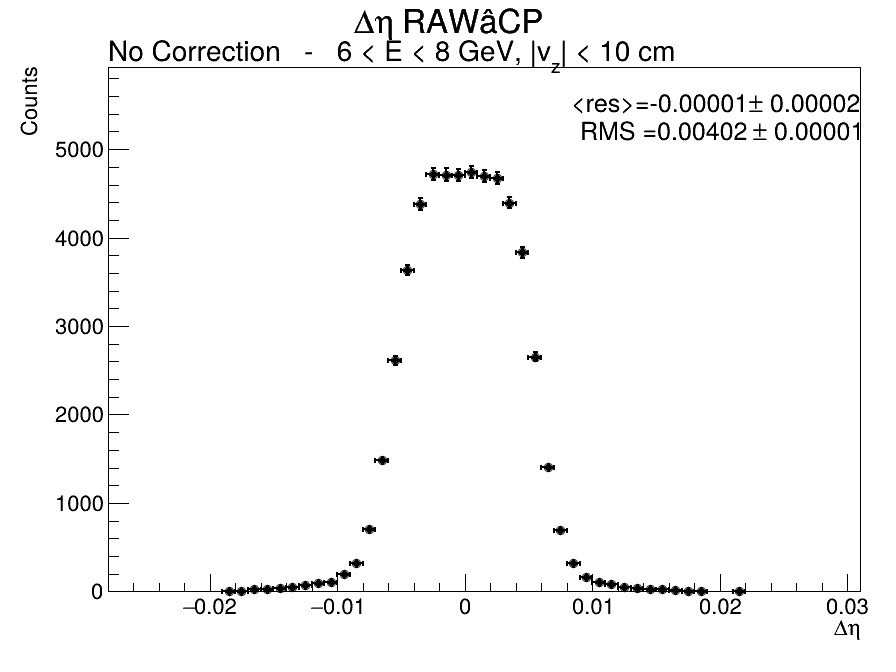 Δη RAWâCP
No Correction - 6 < E < 8 GeV, |v_z| < 10 cm
Counts
<res>=-0.00001± 0.00002
RMS =0.00402 ± 0.00001
5000
4000
3000
2000
1000
0
−0.02 −0.01 0 0.01 0.02 0.03
Δη